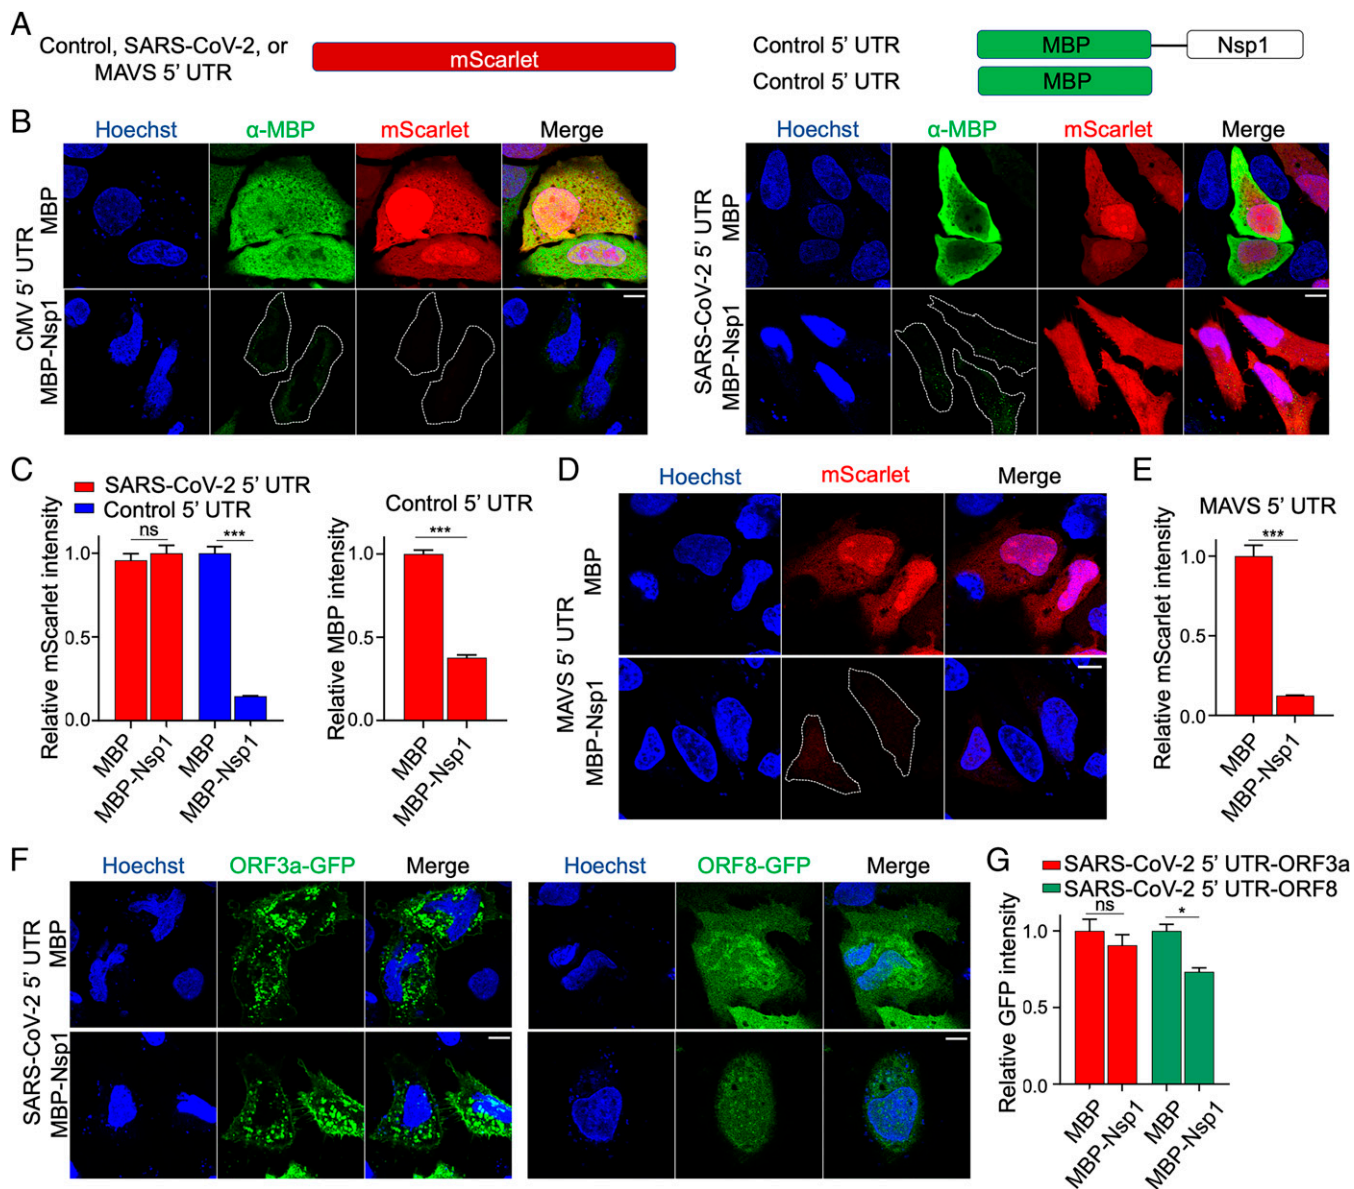 A
Control, SARS-CoV-2, or
MAVS 5’ UTR
mScarlet
Control 5’ UTR
MBP
Nsp1
Control 5’ UTR
MBP
B
Hoechst
α-MBP
mScarlet
Merge
CMV 5’ UTR
MBP
MBP-Nsp1
Hoechst
α-MBP
mScarlet
Merge
SARS-CoV-2 5’ UTR
MBP
MBP-Nsp1
C
SARS-CoV-2 5’ UTR
Control 5’ UTR
Relative mScarlet intensity
1.0
0.5
0.0
ns
***
MBP
MBP-Nsp1
MBP
MBP-Nsp1
Control 5’ UTR
Relative MBP intensity
1.0
0.5
0.0
***
MBP
MBP-Nsp1
D
Hoechst
mScarlet
Merge
MAVS 5’ UTR
MBP
MBP-Nsp1
E
MAVS 5’ UTR
Relative mScarlet intensity
1.0
0.5
0.0
***
MBP
MBP-Nsp1
F
Hoechst
ORF3a-GFP
Merge
Hoechst
ORF8-GFP
Merge
SARS-CoV-2 5’ UTR
MBP
MBP-Nsp1
G
SARS-CoV-2 5’ UTR-ORF3a
SARS-CoV-2 5’ UTR-ORF8
Relative GFP intensity
1.0
0.5
0.0
ns
*
MBP
MBP-Nsp1
MBP
MBP-Nsp1